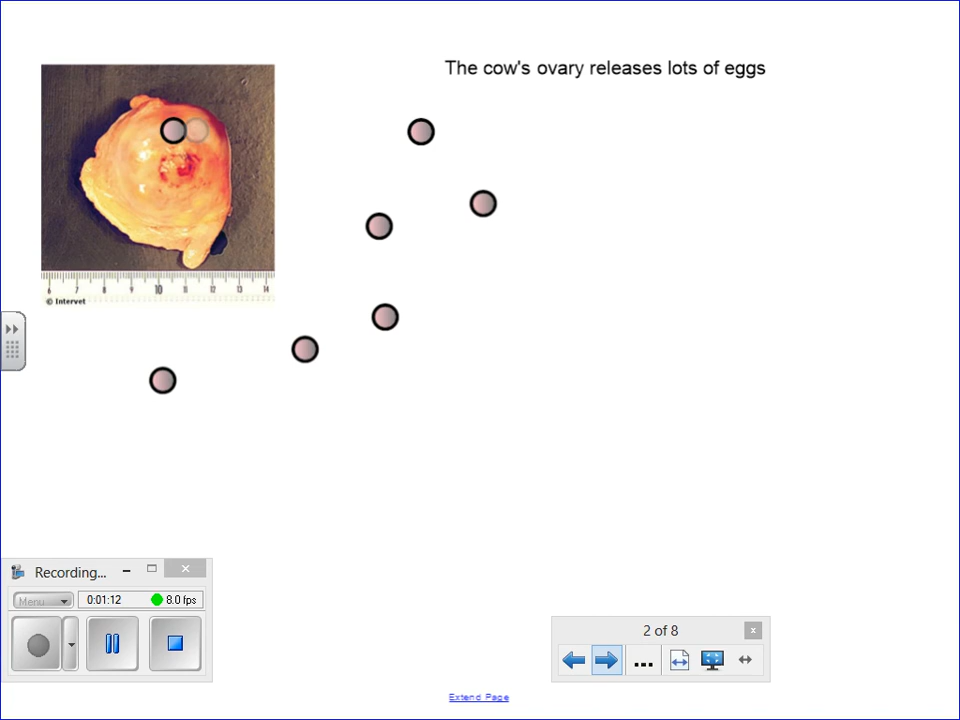 The cow's ovary releases lots of eggs
6 7 8 9 10 11 12 13 14
© Intervet
Recording...
Menu
0:01:12
8.0 fps
2 of 8
...
Extend Page